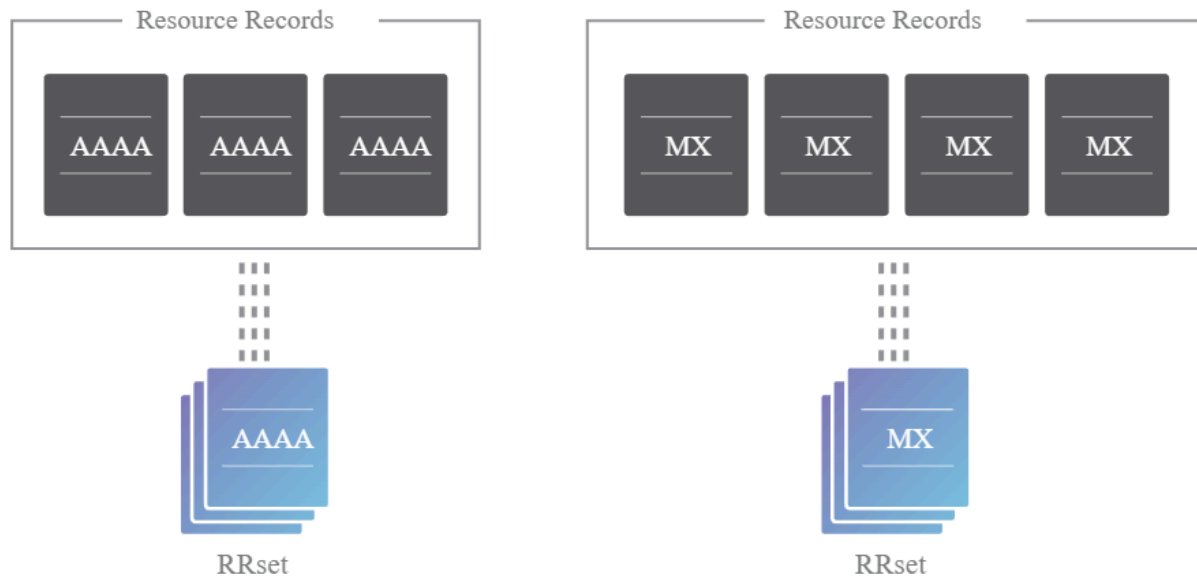 Resource Records
AAAA AAAA AAAA
AAAA
RRset
Resource Records
MX MX MX MX
MX
RRset